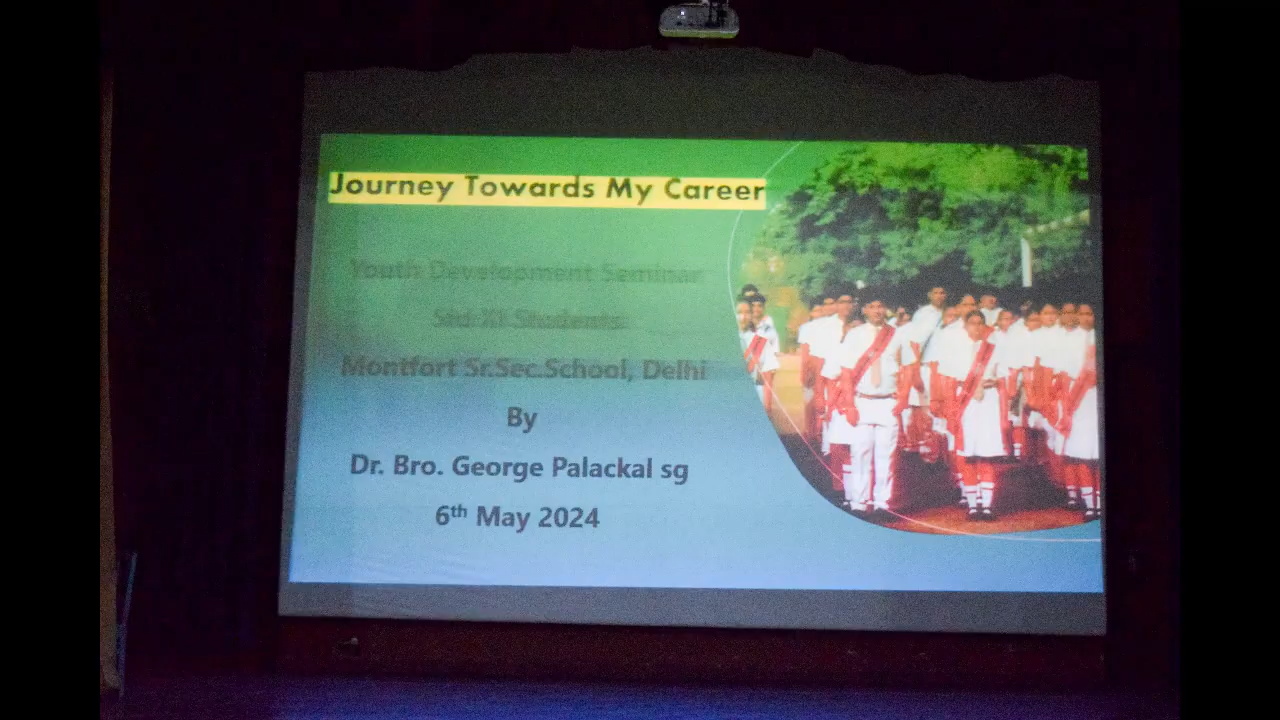 Journey Towards My Career
Youth Development Seminar
Std XI Students
Montfort Sr.Sec.School, Delhi
By
Dr. Bro. George Palackal sg
6th May 2024